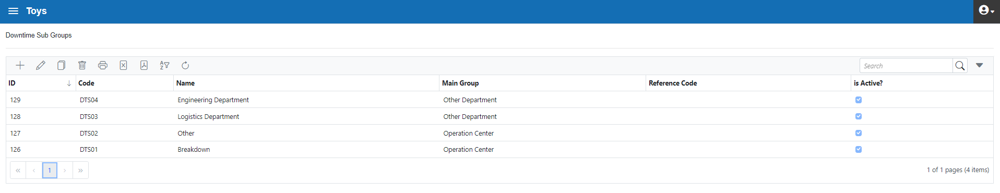 Toys
Downtime Sub Groups
Search
ID Code Name Main Group Reference Code is Active?
129 DTS04 Engineering Department Other Department
128 DTS03 Logistics Department Other Department
127 DTS02 Other Operation Center
126 DTS01 Breakdown Operation Center
« ‹ 1 › » 1 of 1 pages (4 items)